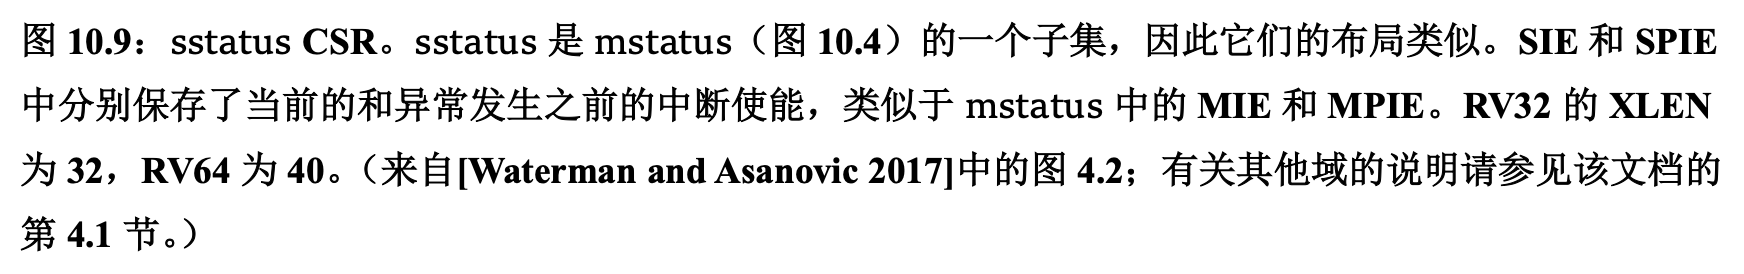 图 10.9：sstatus CSR。sstatus 是 mstatus（图 10.4）的一个子集，因此它们的布局类似。SIE 和 SPIE
中分别保存了当前的和异常发生之前的中断使能，类似于 mstatus 中的 MIE 和 MPIE。RV32 的 XLEN
为 32，RV64 为 40。（来自[Waterman and Asanovic 2017]中的图 4.2；有关其他域的说明请参见该文档的
第 4.1 节。）